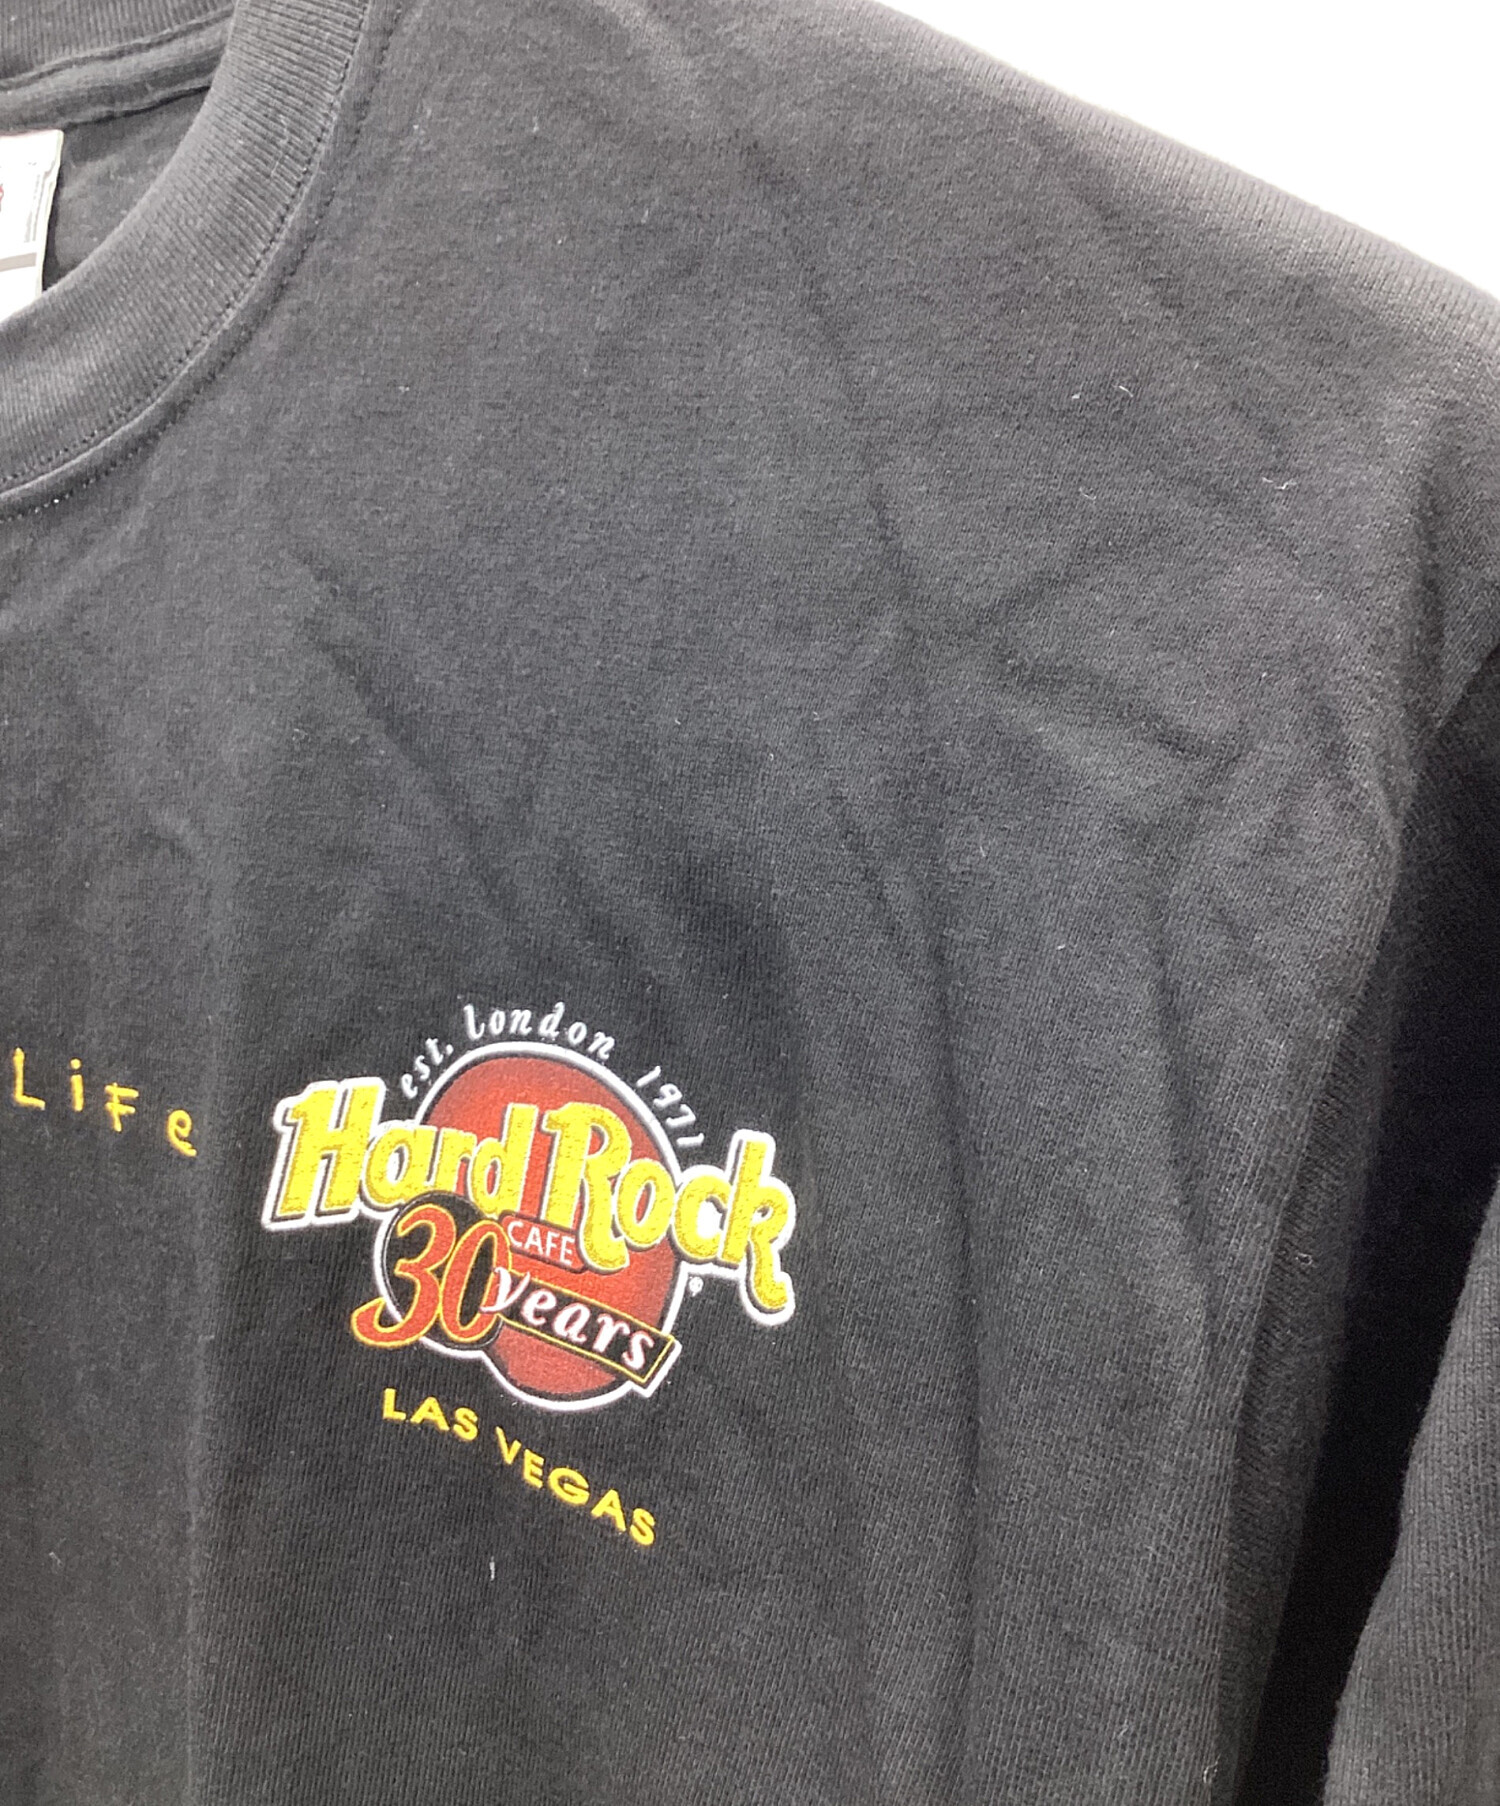 LiFe
est. london 1971
Hard Rock
CAFE
30 years
®
LAS VEGAS